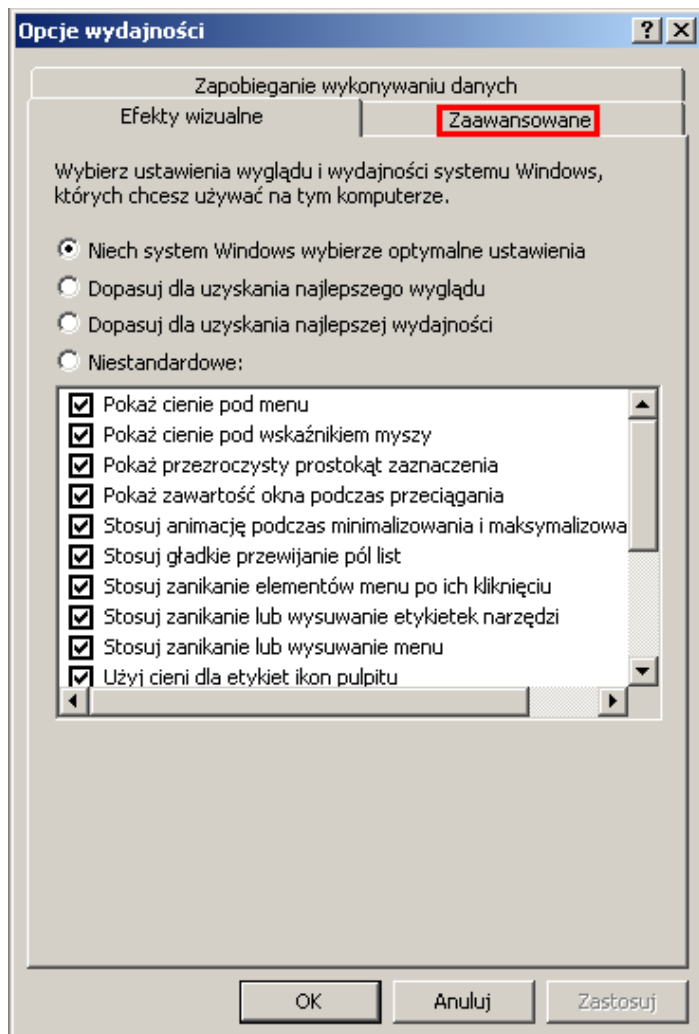 Opcje wydajności
Zapobieganie wykonywaniu danych
Efekty wizualne
Zaawansowane
Wybierz ustawienia wyglądu i wydajności systemu Windows,
których chcesz używać na tym komputerze.
Niech system Windows wybierze optymalne ustawienia
Dopasuj dla uzyskania najlepszego wyglądu
Dopasuj dla uzyskania najlepszej wydajności
Niestandardowe:
Pokaż cienie pod menu
Pokaż cienie pod wskaźnikiem myszy
Pokaż przezroczysty prostokąt zaznaczenia
Pokaż zawartość okna podczas przeciągania
Stosuj animację podczas minimalizowania i maksymalizowa
Stosuj gładkie przewijanie pól list
Stosuj zanikanie elementów menu po ich kliknięciu
Stosuj zanikanie lub wysuwanie etykietek narzędzi
Stosuj zanikanie lub wysuwanie menu
Użyj cieni dla etykiet ikon pulpitu
OK
Anuluj
Zastosuj